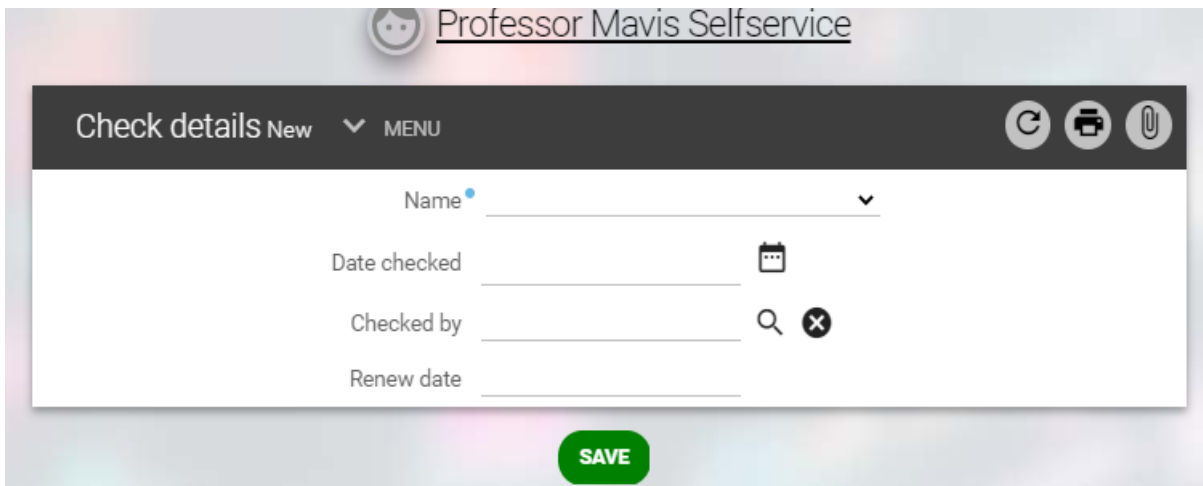 Professor Mavis Selfservice
Check details New MENU
Name
Date checked
Checked by
Renew date
SAVE